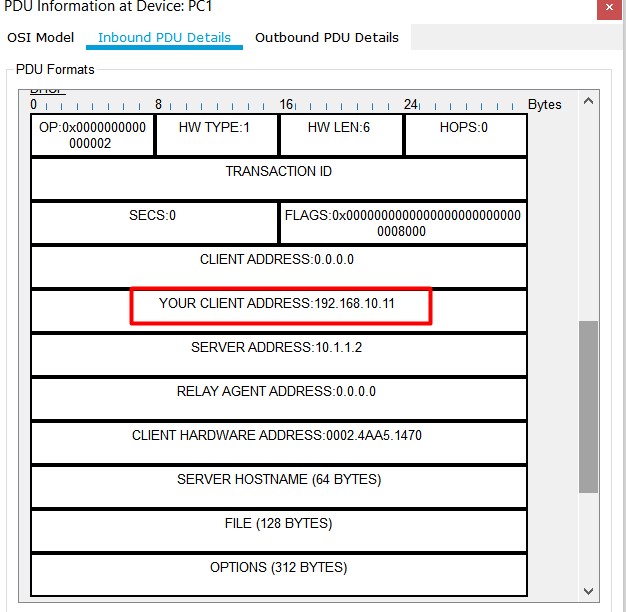 PDU Information at Device: PC1
OSI Model Inbound PDU Details Outbound PDU Details
PDU Formats
DHCP
0 8 16 24 Bytes
OP:0x0000000000
000002
HW TYPE:1 HW LEN:6 HOPS:0
TRANSACTION ID
SECS:0
FLAGS:0x0000000000000000000000000
0008000
CLIENT ADDRESS:0.0.0.0
YOUR CLIENT ADDRESS:192.168.10.11
SERVER ADDRESS:10.1.1.2
RELAY AGENT ADDRESS:0.0.0.0
CLIENT HARDWARE ADDRESS:0002.4AA5.1470
SERVER HOSTNAME (64 BYTES)
FILE (128 BYTES)
OPTIONS (312 BYTES)